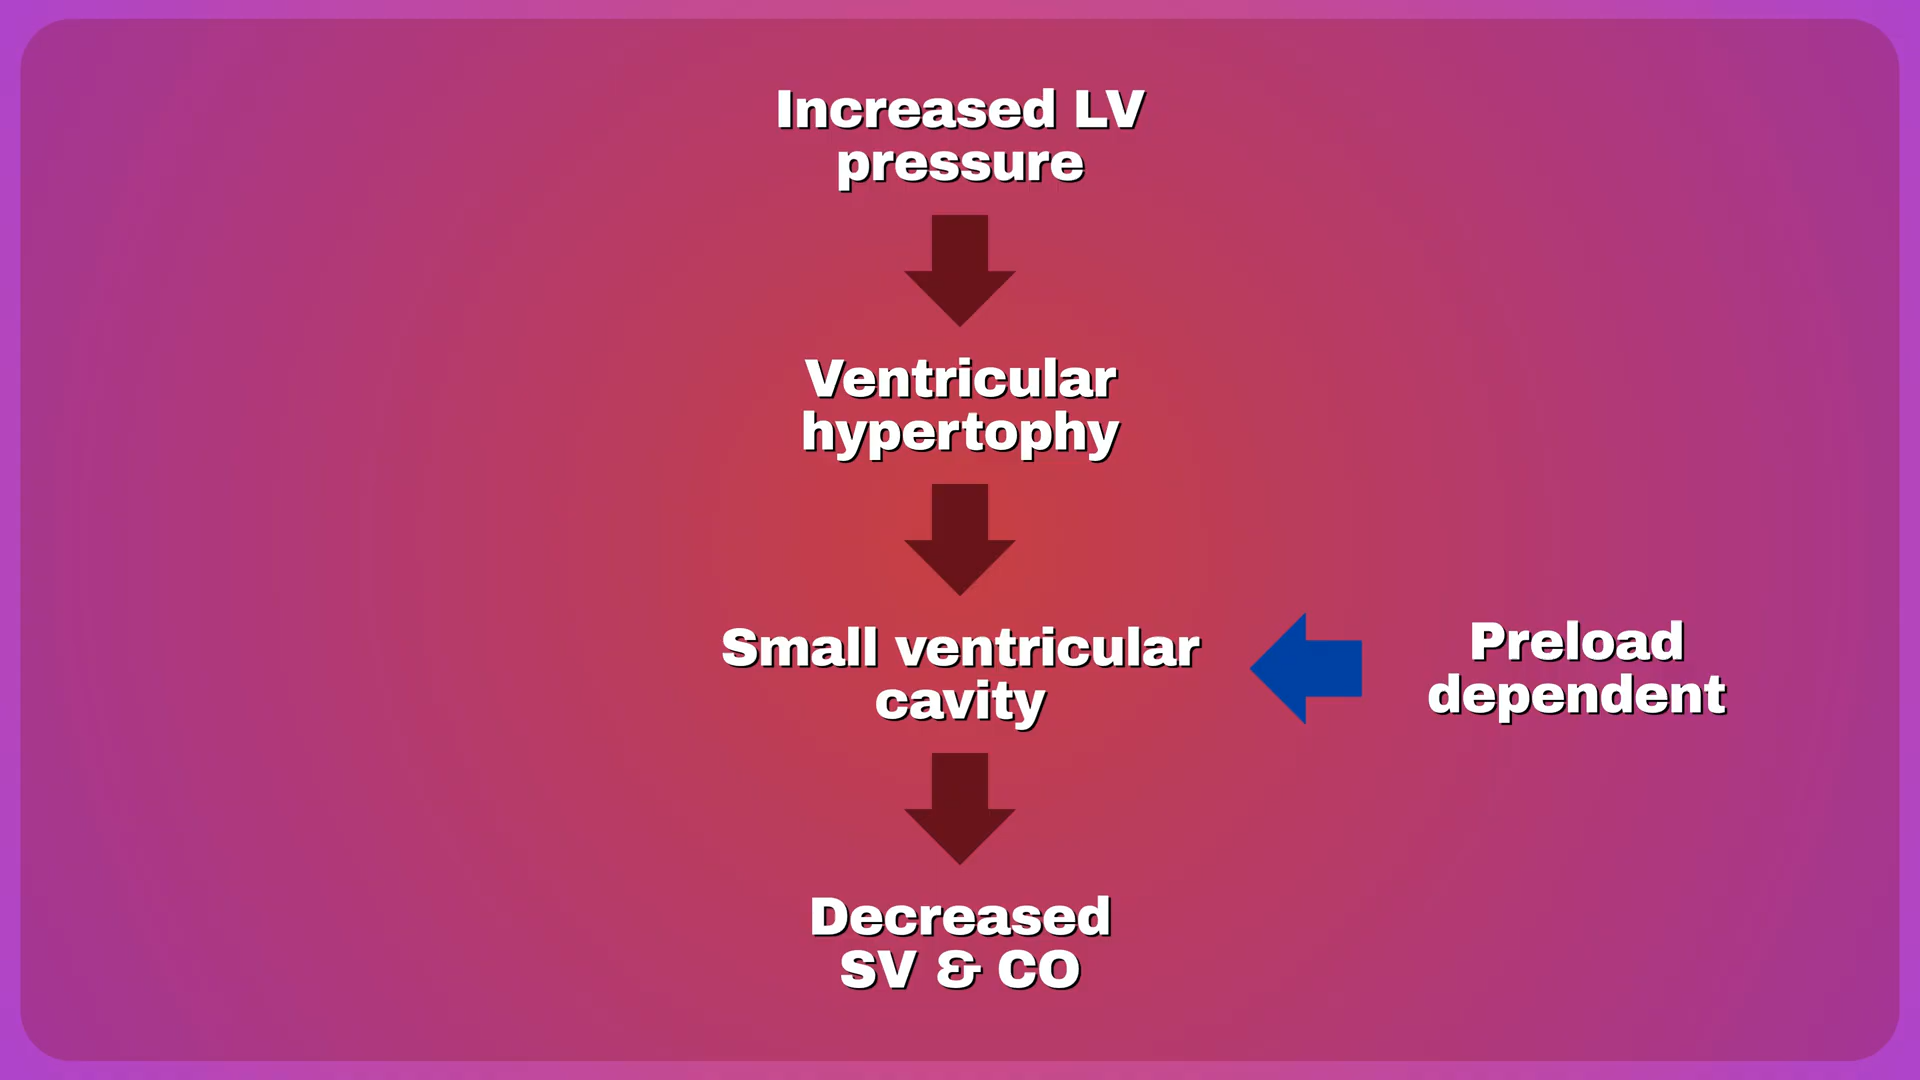 Increased LV
pressure
Ventricular
hypertophy
Small ventricular
cavity
Preload
dependent
Decreased
SV & CO